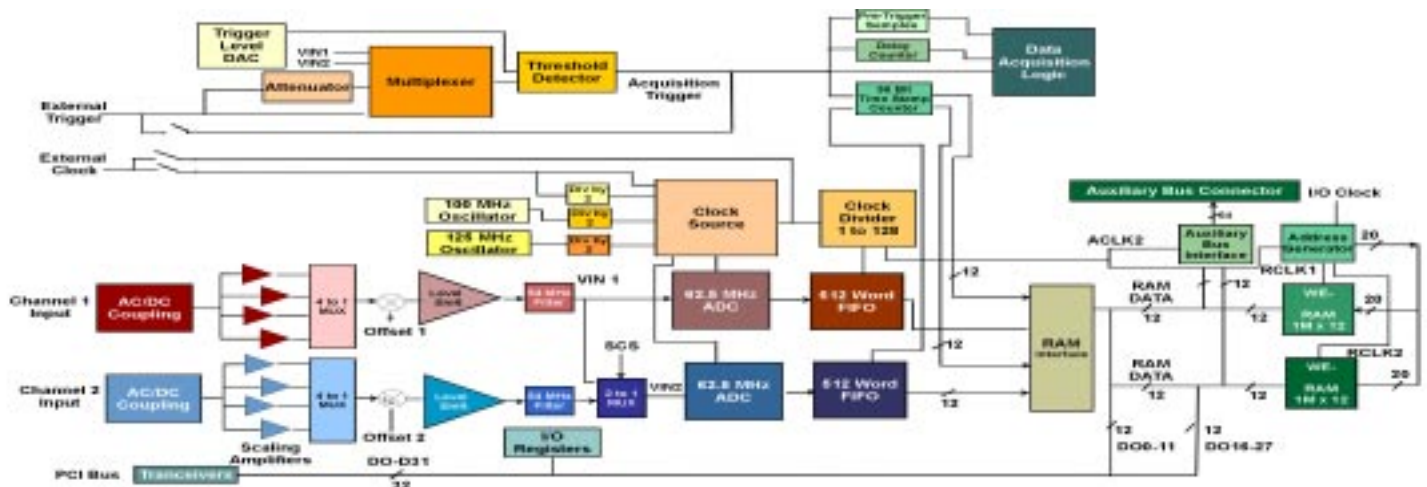 Trigger
Level
DAC
VIN1
VIN2
Attenuator
Multiplexer
Threshold
Detector
Acquisition
Trigger
Pre-Trigger
Samples
Delay
Counter
Time Stamp
Counter
Data
Acquisition
Logic
External
Trigger
External
Clock
100 MHz
Oscillator
125 MHz
Oscillator
Div by
2
Div by
2
Div by
2
Clock
Source
Clock
Divider
1 to 128
Auxiliary Bus Connector
I/O Clock
64
ACLK2
Auxiliary
Bus
Interface
Address
Generator
20
RCLK1
Channel 1
Input
AC/DC
Coupling
4 to 1
MUX
Offset 1
Level
Shift
Filter
VIN 1
62.5 MHz
ADC
512 Word
FIFO
12
RAM
Interface
RAM
DATA
12
12
12
WE-
RAM
1M x 12
20
SCS
12
RCLK2
Channel 2
Input
AC/DC
Coupling
4 to 1
MUX
Offset 2
Level
Shift
Filter
2 to 1
MUX
VIN2
62.5 MHz
ADC
512 Word
FIFO
12
RAM
DATA
12
12
WE-
RAM
1M x 12
20
Scaling
Amplifiers
I/O
Registers
12
12
DO0-11
DO16-27
PCI Bus
Tranceivers
DO-D31
32